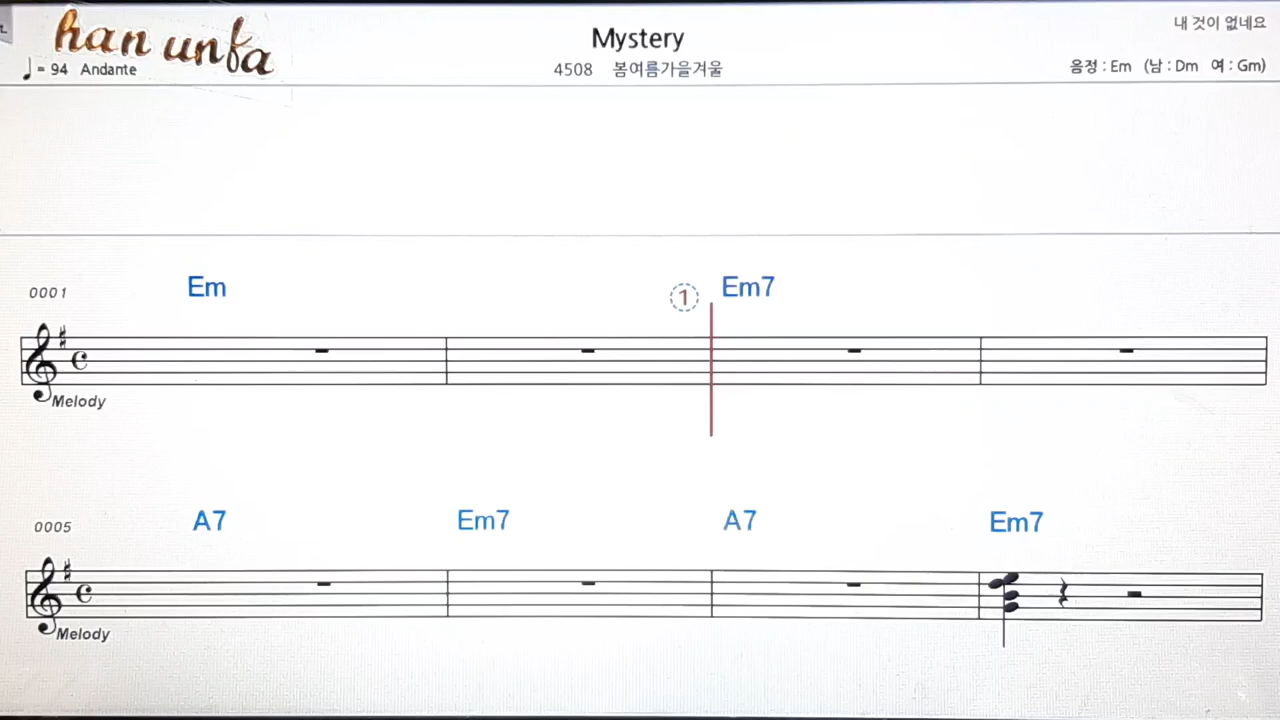 han unfa
Mystery
내 것이 없네요
♩ = 94 Andante
4508 봄여름가을겨울
음정 : Em (남 : Dm 여 : Gm)
0001 Em ① Em7
Melody
0005 A7 Em7 A7 Em7
Melody